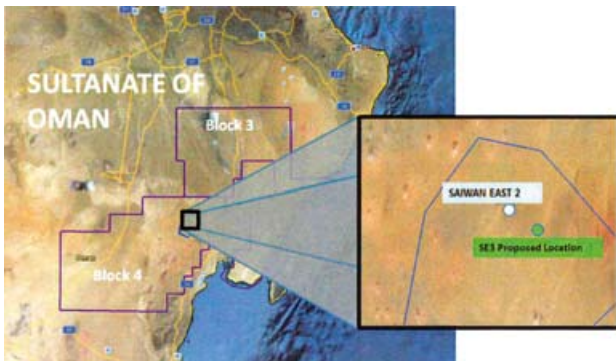 SULTANATE OF
OMAN
Block 3
Block 4
SAIWAN EAST 2
SE3 Proposed Location